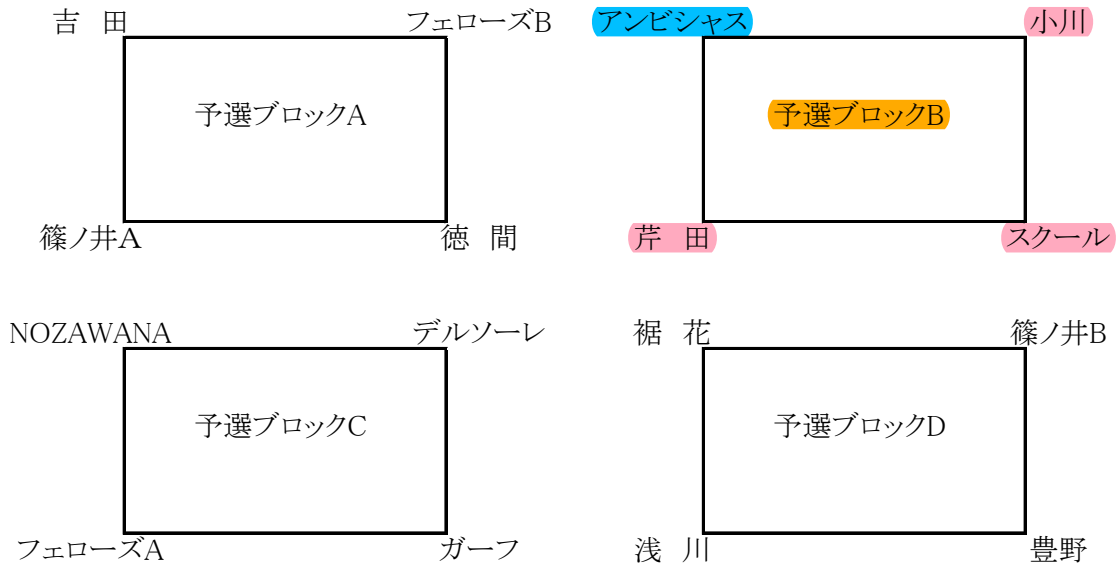 吉 田 フェローズB アンビシャス 小川
予選ブロックA 予選ブロックB
篠ノ井A 徳 間 芹 田 スクール
NOZAWANA デルソーレ 裾 花 篠ノ井B
予選ブロックC 予選ブロックD
フェローズA ガーフ 浅 川 豊野